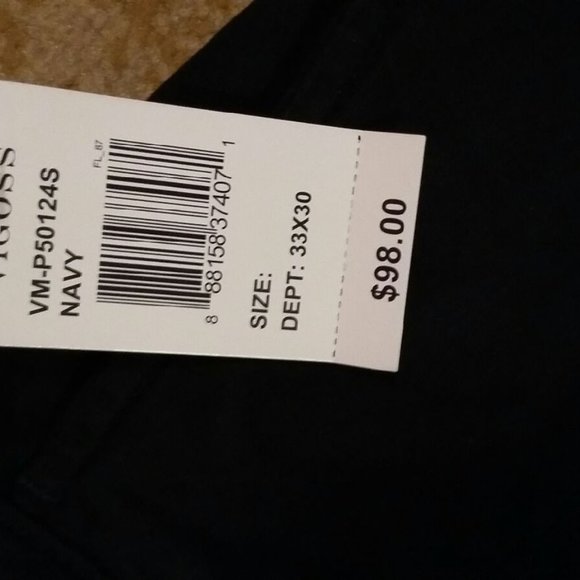 VIGOSS
VM-P50124S
NAVY
FL_87
8 88158 37407 1
SIZE:
DEPT: 33X30
$98.00